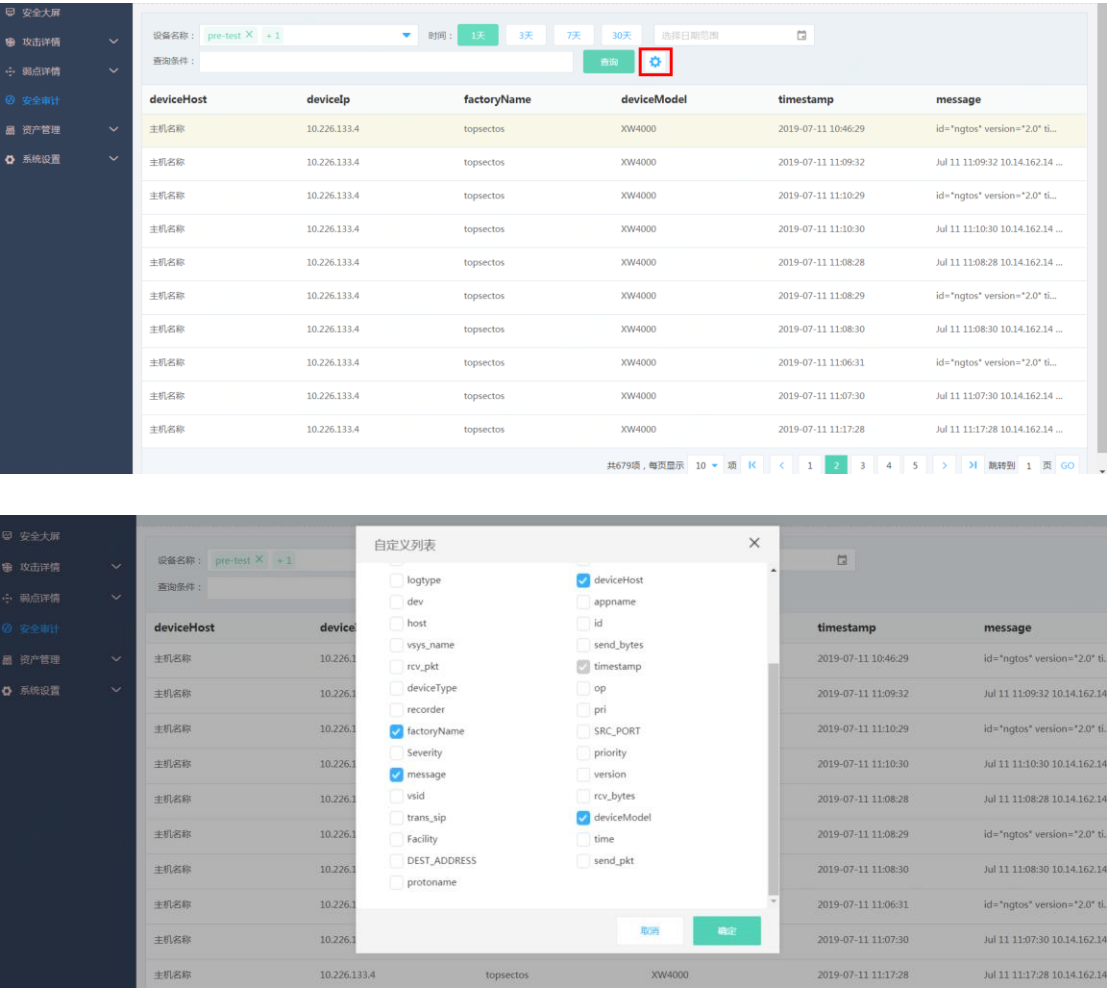 安全大屏
攻击详情
弱点详情
安全审计
资产管理
系统设置
设备名称： pre-test × + 1 时间： 1天 3天 7天 30天 选择日期范围
查询条件： 查询
deviceHost deviceIp factoryName deviceModel timestamp message
主机名称 10.226.133.4 topsectos XW4000 2019-07-11 10:46:29 id="ngtos" version="2.0" ti...
主机名称 10.226.133.4 topsectos XW4000 2019-07-11 11:09:32 Jul 11 11:09:32 10.14.162.14 ...
主机名称 10.226.133.4 topsectos XW4000 2019-07-11 11:10:29 id="ngtos" version="2.0" ti...
主机名称 10.226.133.4 topsectos XW4000 2019-07-11 11:10:30 Jul 11 11:10:30 10.14.162.14 ...
主机名称 10.226.133.4 topsectos XW4000 2019-07-11 11:08:28 Jul 11 11:08:28 10.14.162.14 ...
主机名称 10.226.133.4 topsectos XW4000 2019-07-11 11:08:29 id="ngtos" version="2.0" ti...
主机名称 10.226.133.4 topsectos XW4000 2019-07-11 11:08:30 Jul 11 11:08:30 10.14.162.14 ...
主机名称 10.226.133.4 topsectos XW4000 2019-07-11 11:06:31 id="ngtos" version="2.0" ti...
主机名称 10.226.133.4 topsectos XW4000 2019-07-11 11:07:30 Jul 11 11:07:30 10.14.162.14 ...
主机名称 10.226.133.4 topsectos XW4000 2019-07-11 11:17:28 Jul 11 11:17:28 10.14.162.14 ...
共679项，每页显示 10 项 1 2 3 4 5 跳转到 1 页 GO
安全大屏
攻击详情
弱点详情
安全审计
资产管理
系统设置
设备名称： pre-test × + 1
查询条件：
自定义列表
logtype deviceHost
dev appname
host id
vsys_name send_bytes
rcv_pkt timestamp
deviceType op
recorder pri
factoryName SRC_PORT
Severity priority
message version
vsid rcv_bytes
trans_sip deviceModel
Facility time
DEST_ADDRESS send_pkt
protoname
取消 确定
deviceHost device timestamp message
主机名称 10.226.1 2019-07-11 10:46:29 id="ngtos" version="2.0" ti.
主机名称 10.226.1 2019-07-11 11:09:32 Jul 11 11:09:32 10.14.162.14
主机名称 10.226.1 2019-07-11 11:10:29 id="ngtos" version="2.0" ti.
主机名称 10.226.1 2019-07-11 11:10:30 Jul 11 11:10:30 10.14.162.14
主机名称 10.226.1 2019-07-11 11:08:28 Jul 11 11:08:28 10.14.162.14
主机名称 10.226.1 2019-07-11 11:08:29 id="ngtos" version="2.0" ti.
主机名称 10.226.1 2019-07-11 11:08:30 Jul 11 11:08:30 10.14.162.14
主机名称 10.226.1 2019-07-11 11:06:31 id="ngtos" version="2.0" ti.
主机名称 10.226.1 2019-07-11 11:07:30 Jul 11 11:07:30 10.14.162.14
主机名称 10.226.133.4 topsectos XW4000 2019-07-11 11:17:28 Jul 11 11:17:28 10.14.162.14